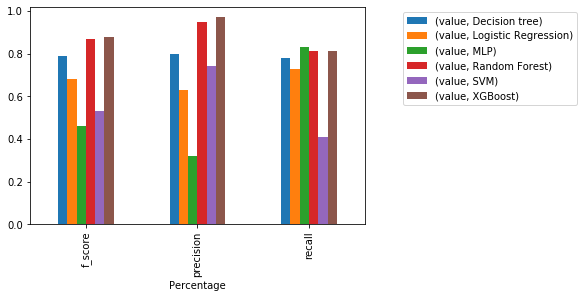 1.0
0.8
0.6
0.4
0.2
0.0
f_score
precision
recall
Percentage
(value, Decision tree)
(value, Logistic Regression)
(value, MLP)
(value, Random Forest)
(value, SVM)
(value, XGBoost)